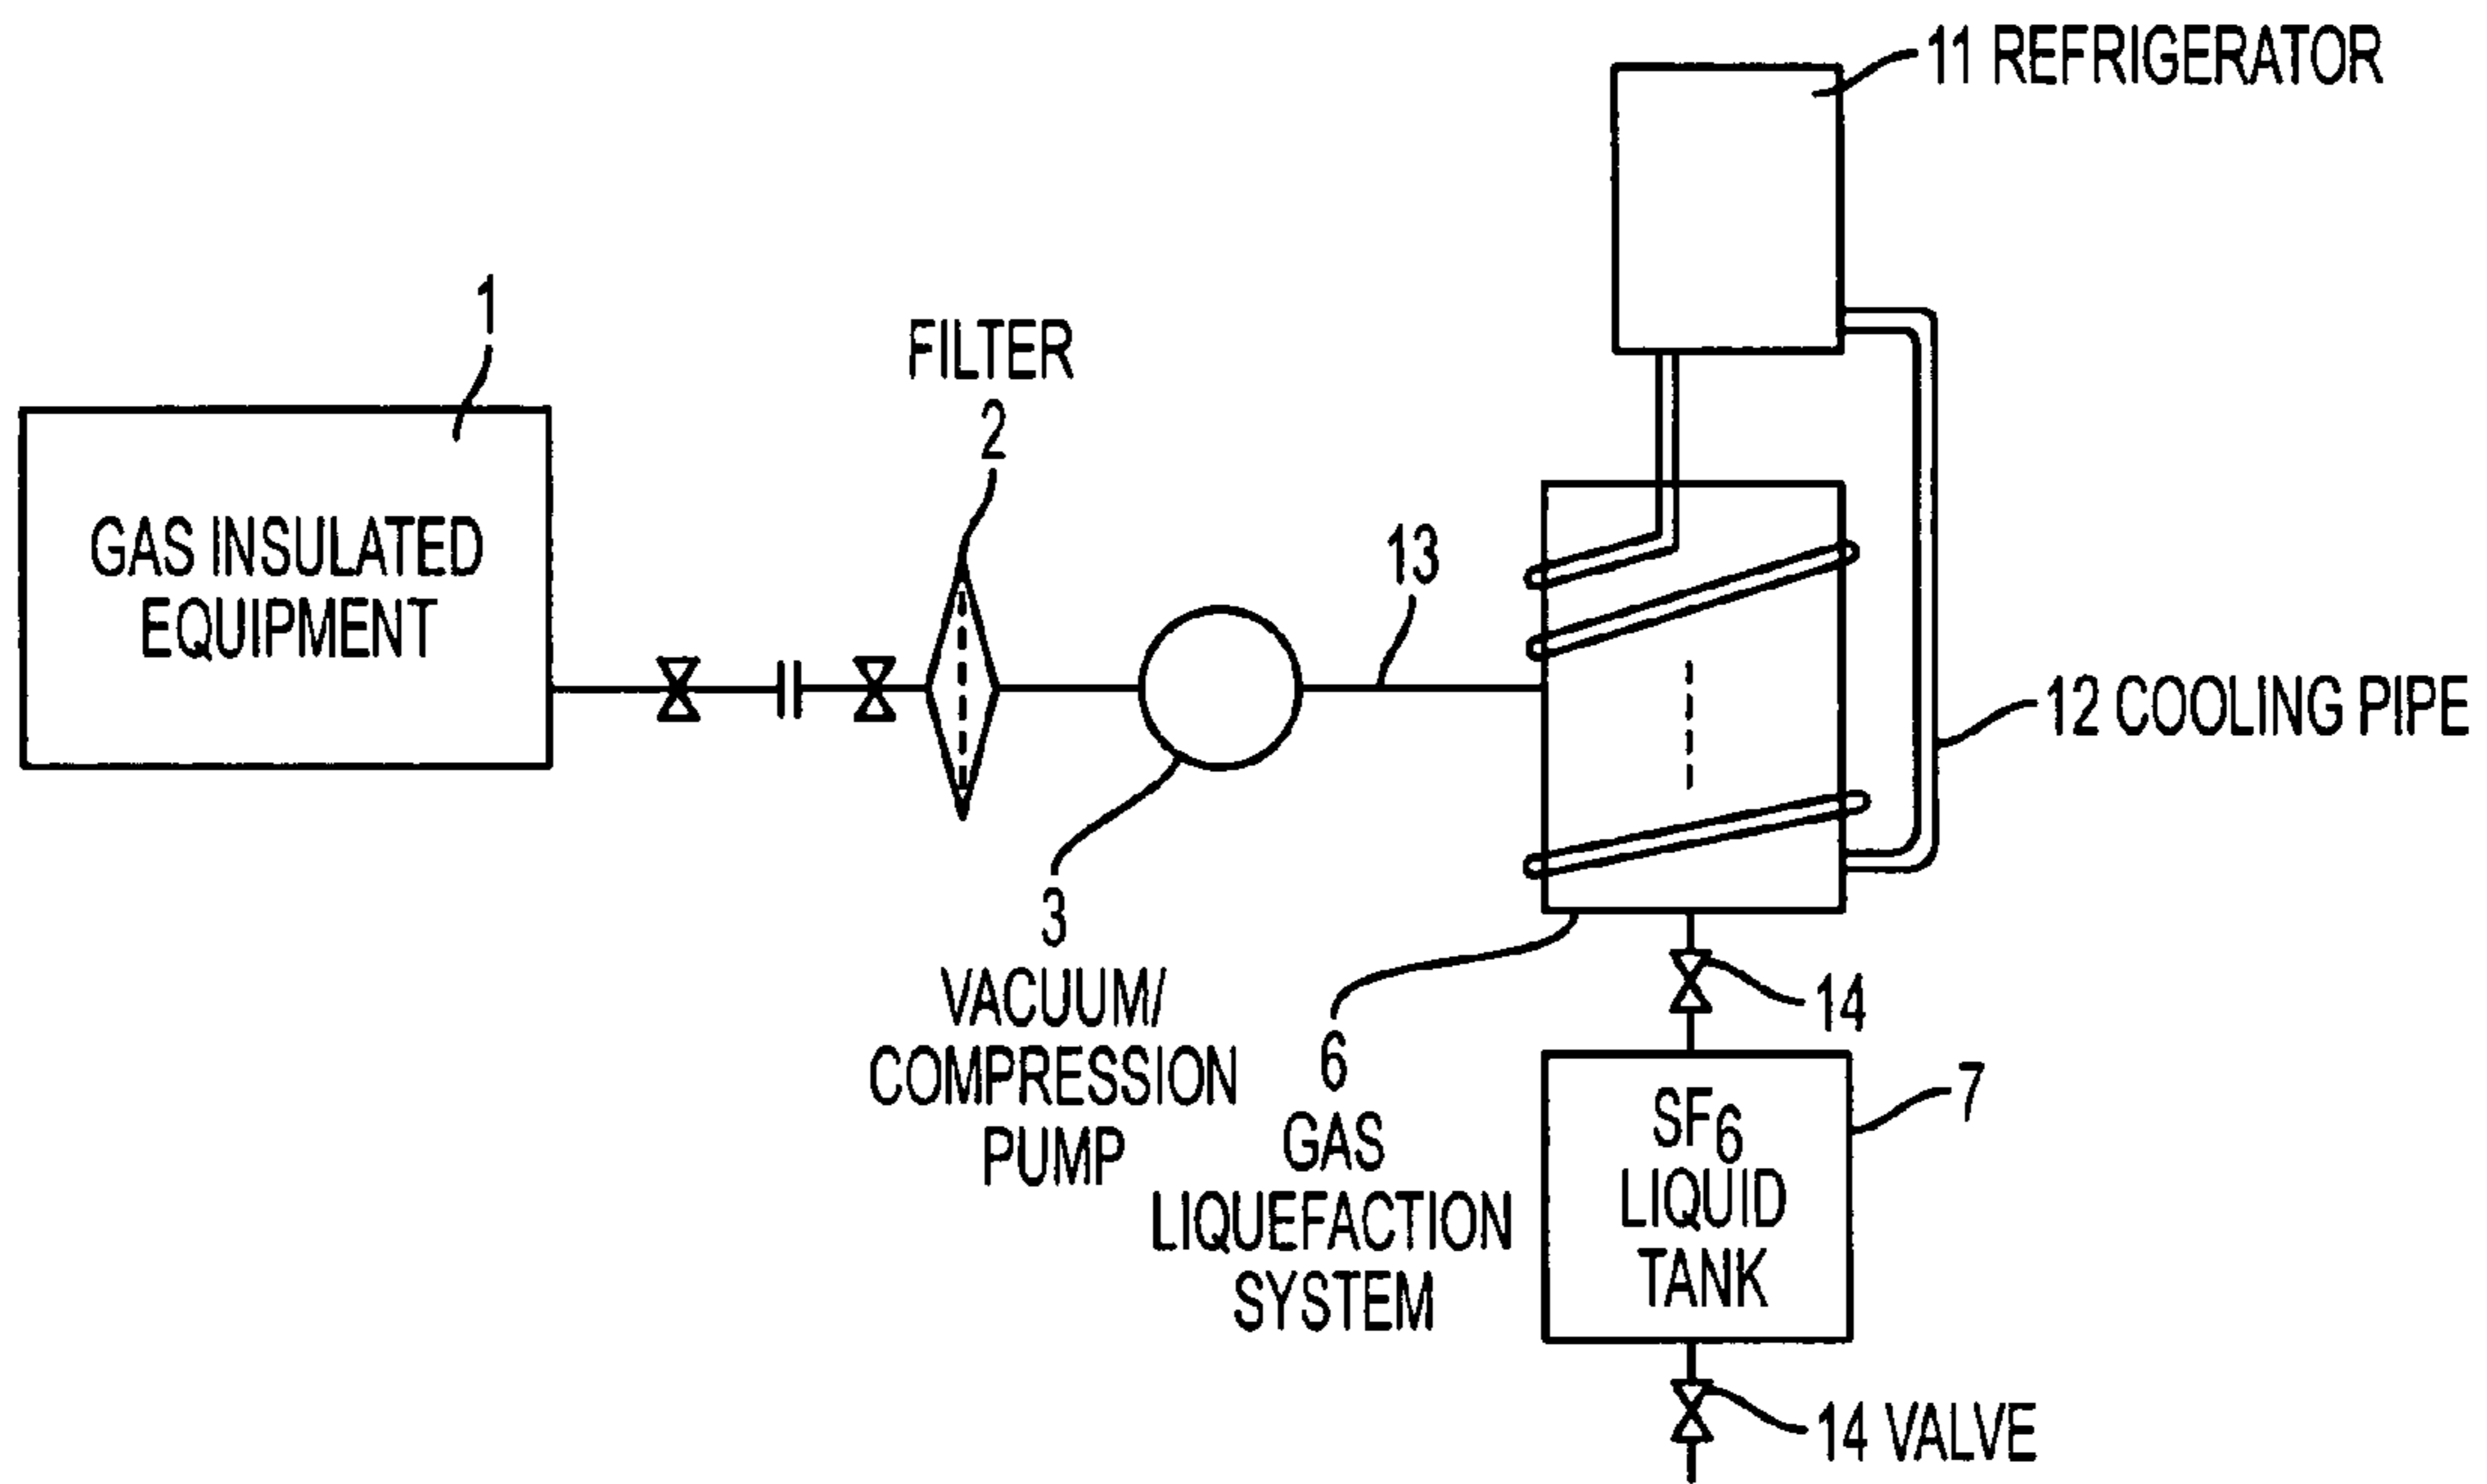 11 REFRIGERATOR
1
FILTER
2
GAS INSULATED
EQUIPMENT
13
12 COOLING PIPE
3
VACUUM/
COMPRESSION
PUMP
6
GAS
LIQUEFACTION
SYSTEM
14
7
SF6
LIQUID
TANK
14 VALVE